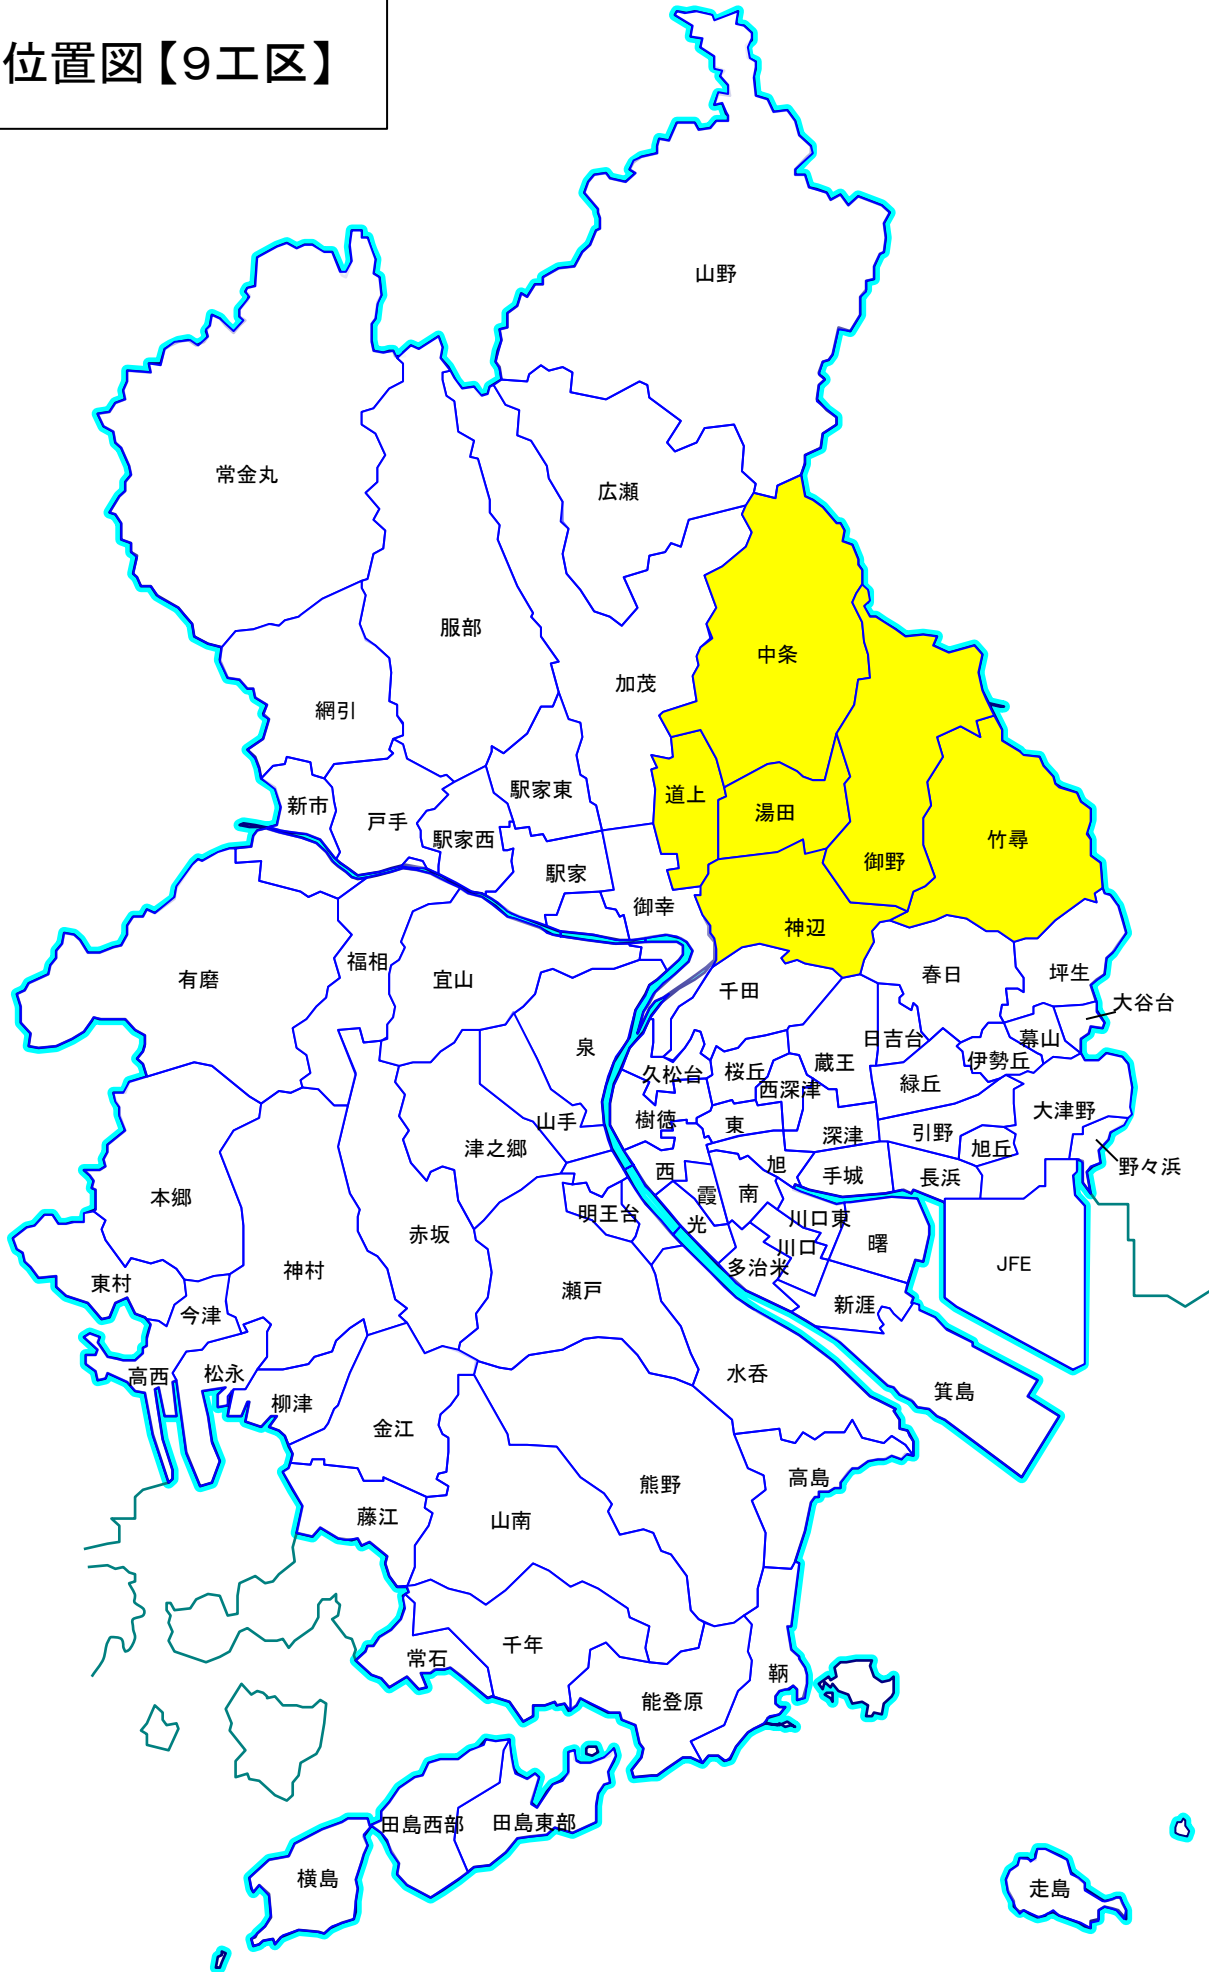 位置図【9工区】
山野
常金丸
広瀬
服部
中条
加茂
網引
駅家東
道上
新市
湯田
戸手
駅家西
竹尋
御野
駅家
御幸
神辺
福相
有磨
宜山
春日
坪生
千田
大谷台
日吉台
幕山
泉
蔵王
伊勢丘
久松台
桜丘
西深津
緑丘
大津野
樹徳
山手
東
引野
深津
津之郷
旭丘
旭
野々浜
西
手城
長浜
本郷
霞
南
明王台
光
川口東
赤坂
曙
川口
JFE
多治米
神村
東村
瀬戸
新涯
今津
水呑
松永
高西
箕島
柳津
金江
高島
熊野
藤江
山南
千年
常石
鞆
能登原
田島西部
田島東部
横島
走島